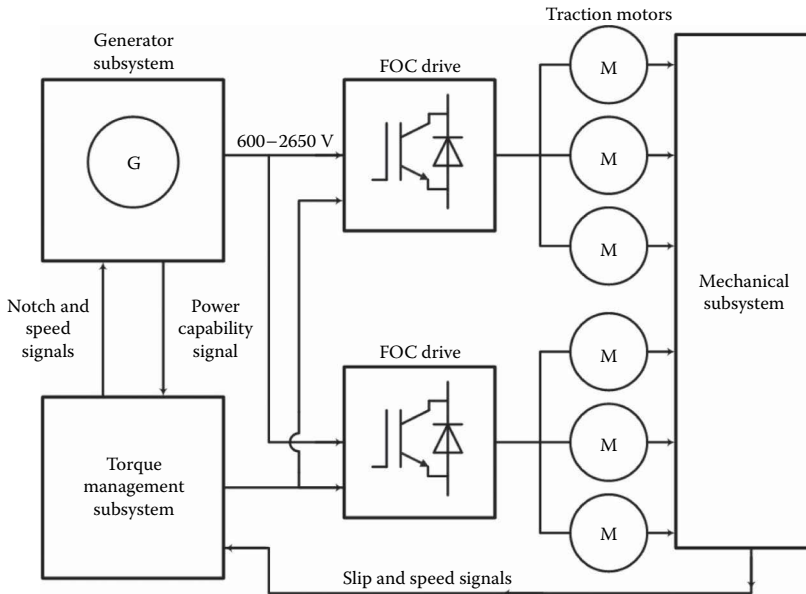 Traction motors
Generator
subsystem
FOC drive
M
G
600–2650 V
M
M
Mechanical
subsystem
Notch and
speed
signals
Power
capability
signal
FOC drive
M
M
Torque
management
subsystem
M
Slip and speed signals